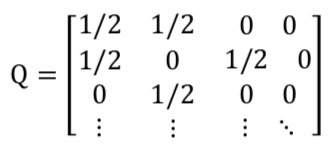 1/2 1/2 0 0
Q = 1/2 0 1/2 0
0 1/2 0 0
⋮ ⋮ ⋮ ⋱